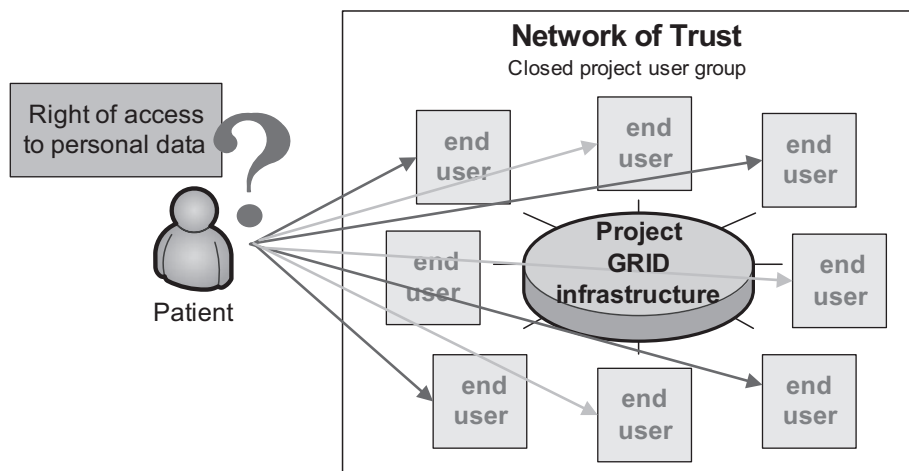 Network of Trust
Closed project user group
Right of access
to personal data
?
Patient
end
user
end
user
end
user
end
user
Project
GRID
infrastructure
end
user
end
user
end
user
end
user